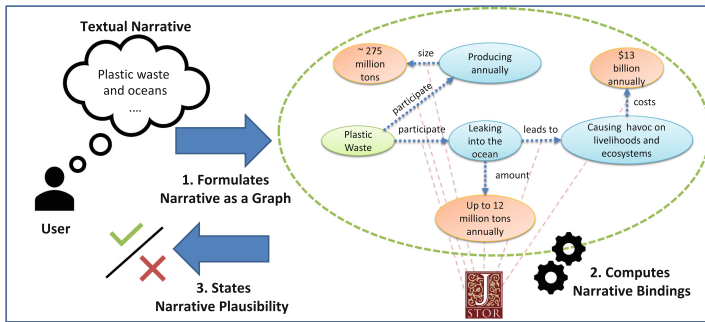 Textual Narrative
Plastic waste
and oceans
....
User
1. Formulates
Narrative as a Graph
3. States
Narrative Plausibility
~ 275
million
tons
size
Producing
annually
$13
billion
annually
participate
costs
Plastic
Waste
participate
Leaking
into the
ocean
leads to
Causing havoc on
livelihoods and
ecosystems
amount
Up to 12
million tons
annually
2. Computes
Narrative Bindings
J
STOR